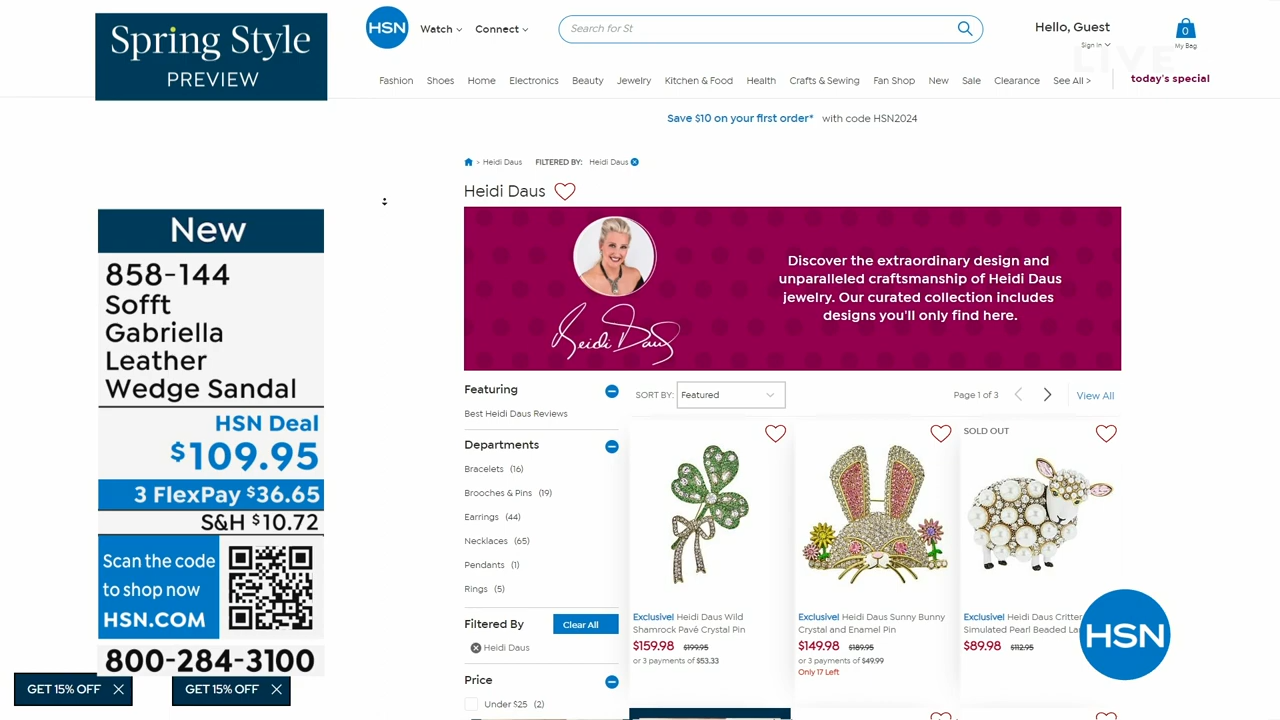 Spring Style
PREVIEW
HSN
Watch
Connect
Search for St
Hello, Guest
Sign In
0
My Bag
LIVE
Fashion
Shoes
Home
Electronics
Beauty
Jewelry
Kitchen & Food
Health
Crafts & Sewing
Fan Shop
New
Sale
Clearance
See All >
today's special
Save $10 on your first order* with code HSN2024
> Heidi Daus
FILTERED BY: Heidi Daus
Heidi Daus
Discover the extraordinary design and
unparalleled craftsmanship of Heidi Daus
jewelry. Our curated collection includes
designs you'll only find here.
Heidi Daus
New
858-144
Sofft
Gabriella
Leather
Wedge Sandal
HSN Deal
$109.95
3 FlexPay $36.65
S&H $10.72
Scan the code
to shop now
HSN.COM
800-284-3100
GET 15% OFF
GET 15% OFF
Featuring
Best Heidi Daus Reviews
Departments
Bracelets (16)
Brooches & Pins (19)
Earrings (44)
Necklaces (65)
Pendants (1)
Rings (5)
Filtered By
Clear All
Heidi Daus
Price
Under $25 (2)
SORT BY: Featured
Page 1 of 3
View All
Exclusive! Heidi Daus Wild
Shamrock Pavé Crystal Pin
$159.98 $199.95
or 3 payments of $53.33
Exclusive! Heidi Daus Sunny Bunny
Crystal and Enamel Pin
$149.98 $189.95
or 3 payments of $49.99
Only 17 Left
SOLD OUT
Exclusive! Heidi Daus Critter
Simulated Pearl Beaded La
$89.98 $112.95
HSN